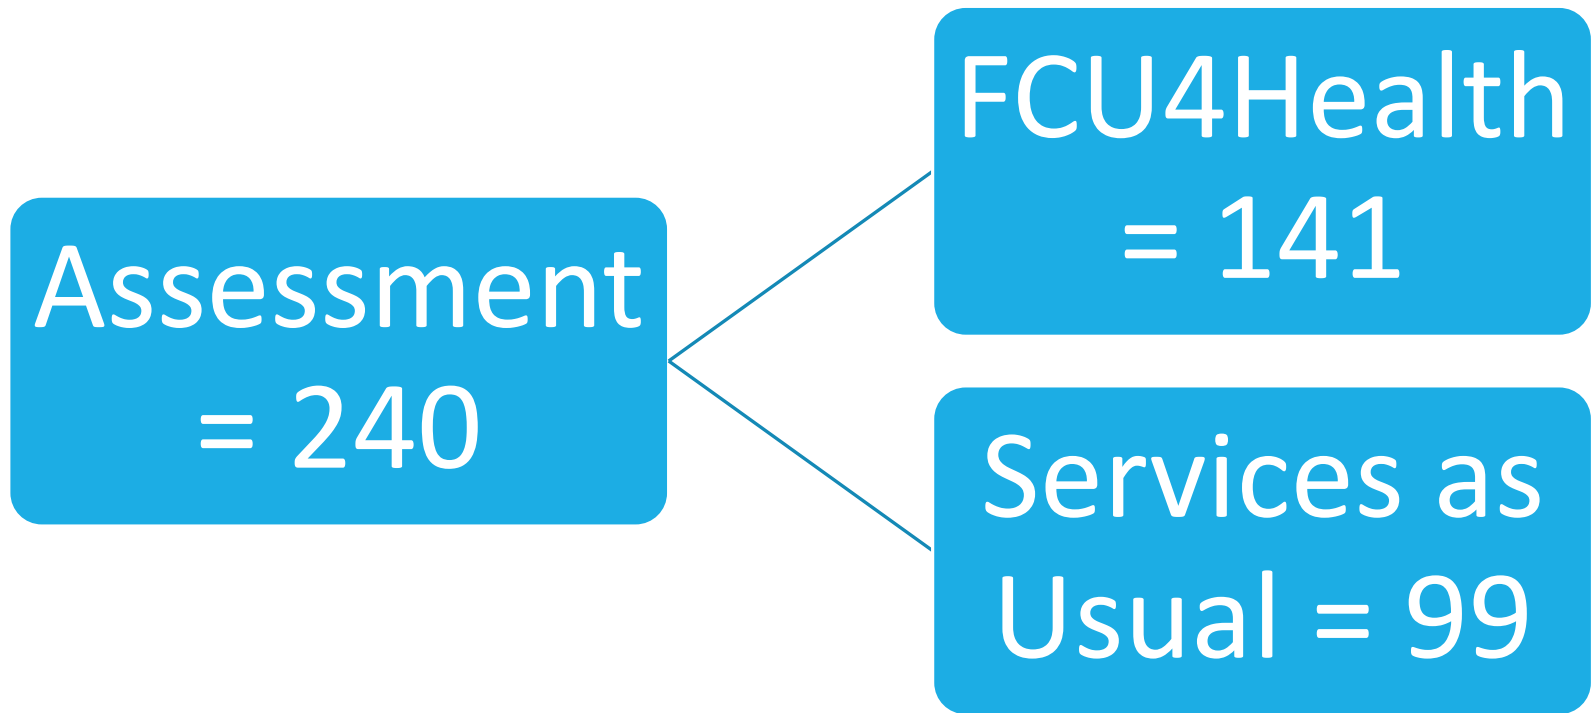 Assessment
= 240
FCU4Health
= 141
Services as
Usual = 99